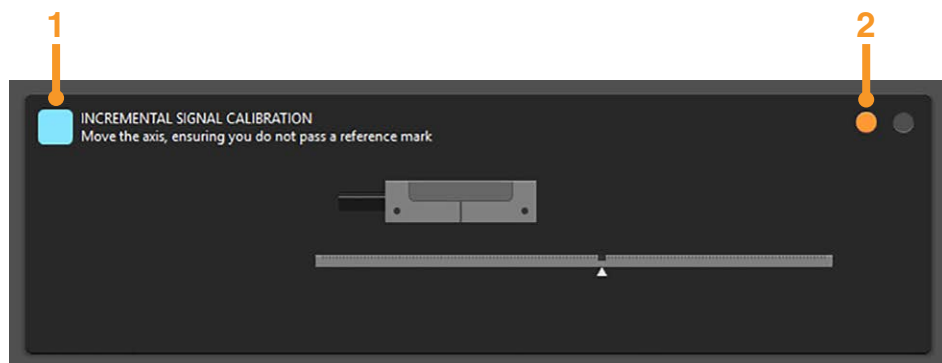 1
2
INCREMENTAL SIGNAL CALIBRATION
Move the axis, ensuring you do not pass a reference mark